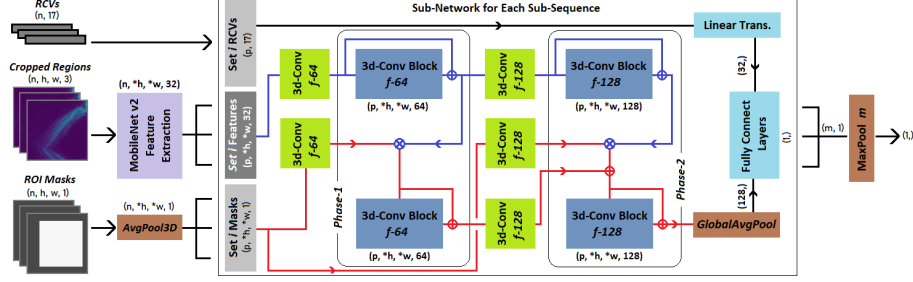 RCVs
(n, 17)
Cropped Regions
(n, h, w, 3)
ROI Masks
(n, h, w, 1)
(n, *h, *w, 32)
MobileNet v2
Feature
Extraction
(n, *h, *w, 1)
AvgPool3D
Set i RCVs
(p, 17)
Set i Features
(p, *h, *w, 32)
Set i Masks
(p, *h, *w, 1)
Sub-Network for Each Sub-Sequence
3d-Conv
f-64
3d-Conv
f-64
Phase-1
3d-Conv Block
f-64
(p, *h, *w, 64)
3d-Conv Block
f-64
(p, *h, *w, 64)
3d-Conv
f-128
3d-Conv
f-128
3d-Conv
f-128
3d-Conv Block
f-128
(p, *h, *w, 128)
Phase-2
3d-Conv Block
f-128
(p, *h, *w, 128)
Linear Trans.
(32,)
Fully Connect
Layers
(1,)
(128,)
GlobalAvgPool
(m, 1)
MaxPool m
(1,)